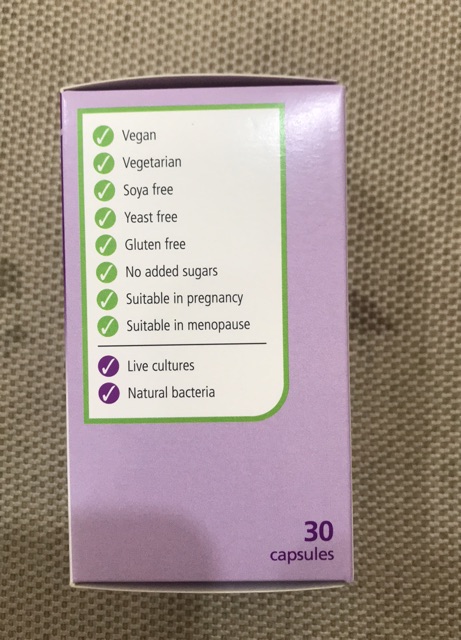 Vegan
Vegetarian
Soya free
Yeast free
Gluten free
No added sugars
Suitable in pregnancy
Suitable in menopause
Live cultures
Natural bacteria
30
capsules